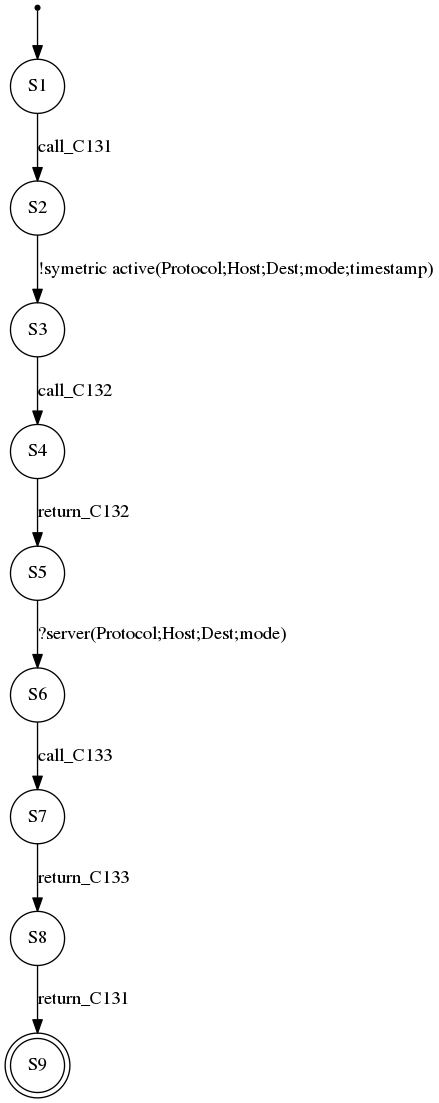 S1
call_C131
S2
!symetric active(Protocol;Host;Dest;mode;timestamp)
S3
call_C132
S4
return_C132
S5
?server(Protocol;Host;Dest;mode)
S6
call_C133
S7
return_C133
S8
return_C131
S9